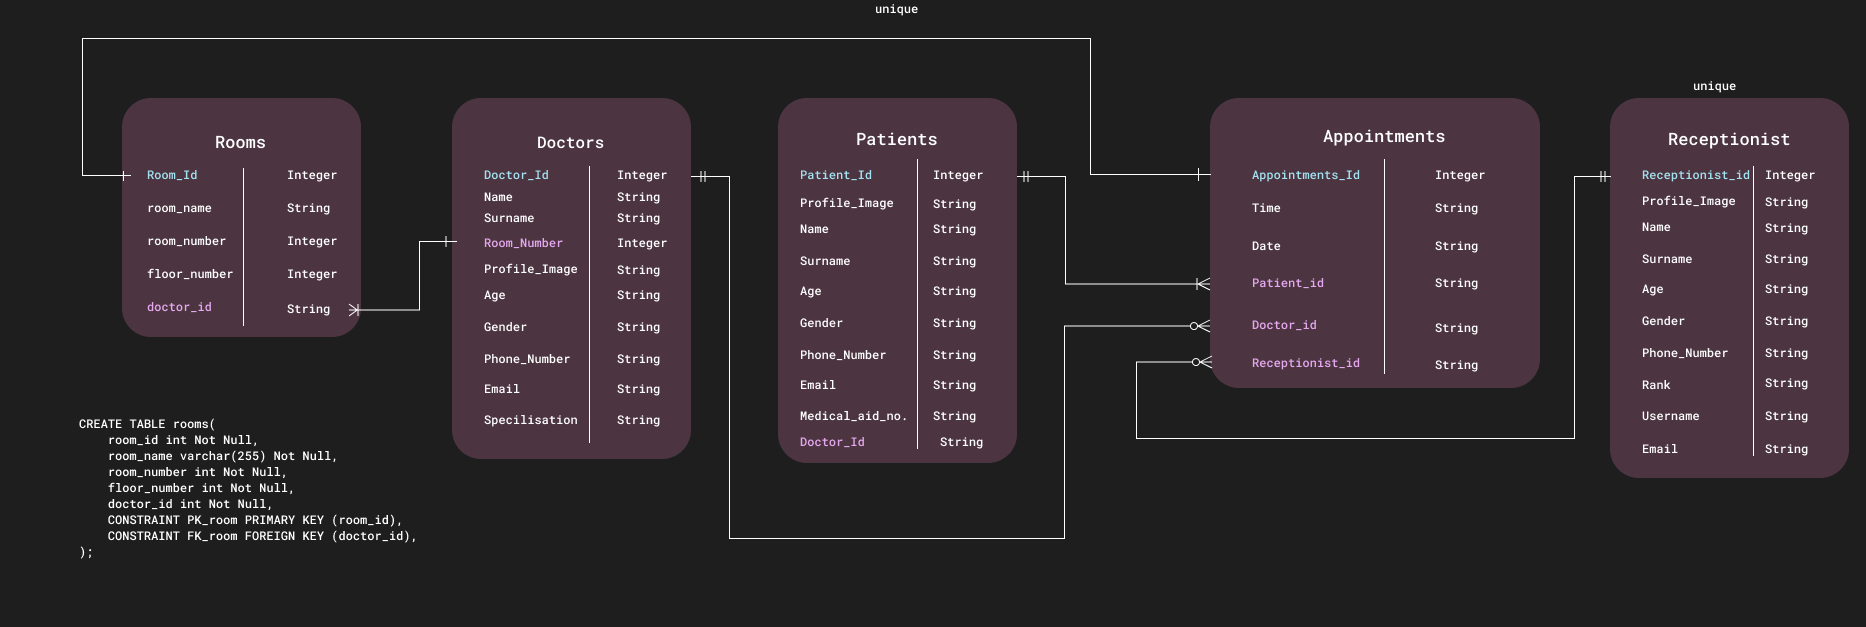 unique
unique
Rooms
Room_Id Integer
room_name String
room_number Integer
floor_number Integer
doctor_id String
Doctors
Doctor_Id Integer
Name String
Surname String
Room_Number Integer
Profile_Image String
Age String
Gender String
Phone_Number String
Email String
Specilisation String
Patients
Patient_Id Integer
Profile_Image String
Name String
Surname String
Age String
Gender String
Phone_Number String
Email String
Medical_aid_no. String
Doctor_Id String
Appointments
Appointments_Id Integer
Time String
Date String
Patient_id String
Doctor_id String
Receptionist_id String
Receptionist
Receptionist_id Integer
Profile_Image String
Name String
Surname String
Age String
Gender String
Phone_Number String
Rank String
Username String
Email String
CREATE TABLE rooms(
    room_id int Not Null,
    room_name varchar(255) Not Null,
    room_number int Not Null,
    floor_number int Not Null,
    doctor_id int Not Null,
    CONSTRAINT PK_room PRIMARY KEY (room_id),
    CONSTRAINT FK_room FOREIGN KEY (doctor_id),
);